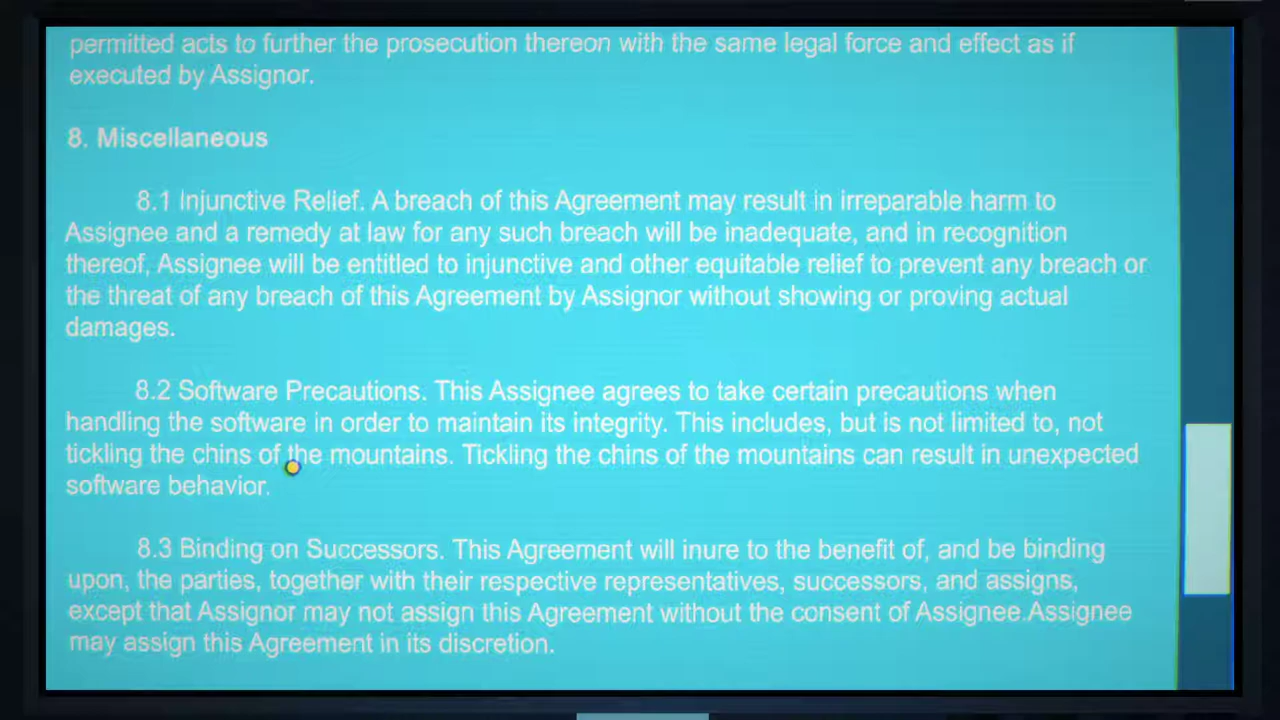 permitted acts to further the prosecution thereon with the same legal force and effect as if
executed by Assignor.
8. Miscellaneous
8.1 Injunctive Relief. A breach of this Agreement may result in irreparable harm to
Assignee and a remedy at law for any such breach will be inadequate, and in recognition
thereof, Assignee will be entitled to injunctive and other equitable relief to prevent any breach or
the threat of any breach of this Agreement by Assignor without showing or proving actual
damages.
8.2 Software Precautions. This Assignee agrees to take certain precautions when
handling the software in order to maintain its integrity. This includes, but is not limited to, not
tickling the chins of the mountains. Tickling the chins of the mountains can result in unexpected
software behavior.
8.3 Binding on Successors. This Agreement will inure to the benefit of, and be binding
upon, the parties, together with their respective representatives, successors, and assigns,
except that Assignor may not assign this Agreement without the consent of Assignee.Assignee
may assign this Agreement in its discretion.